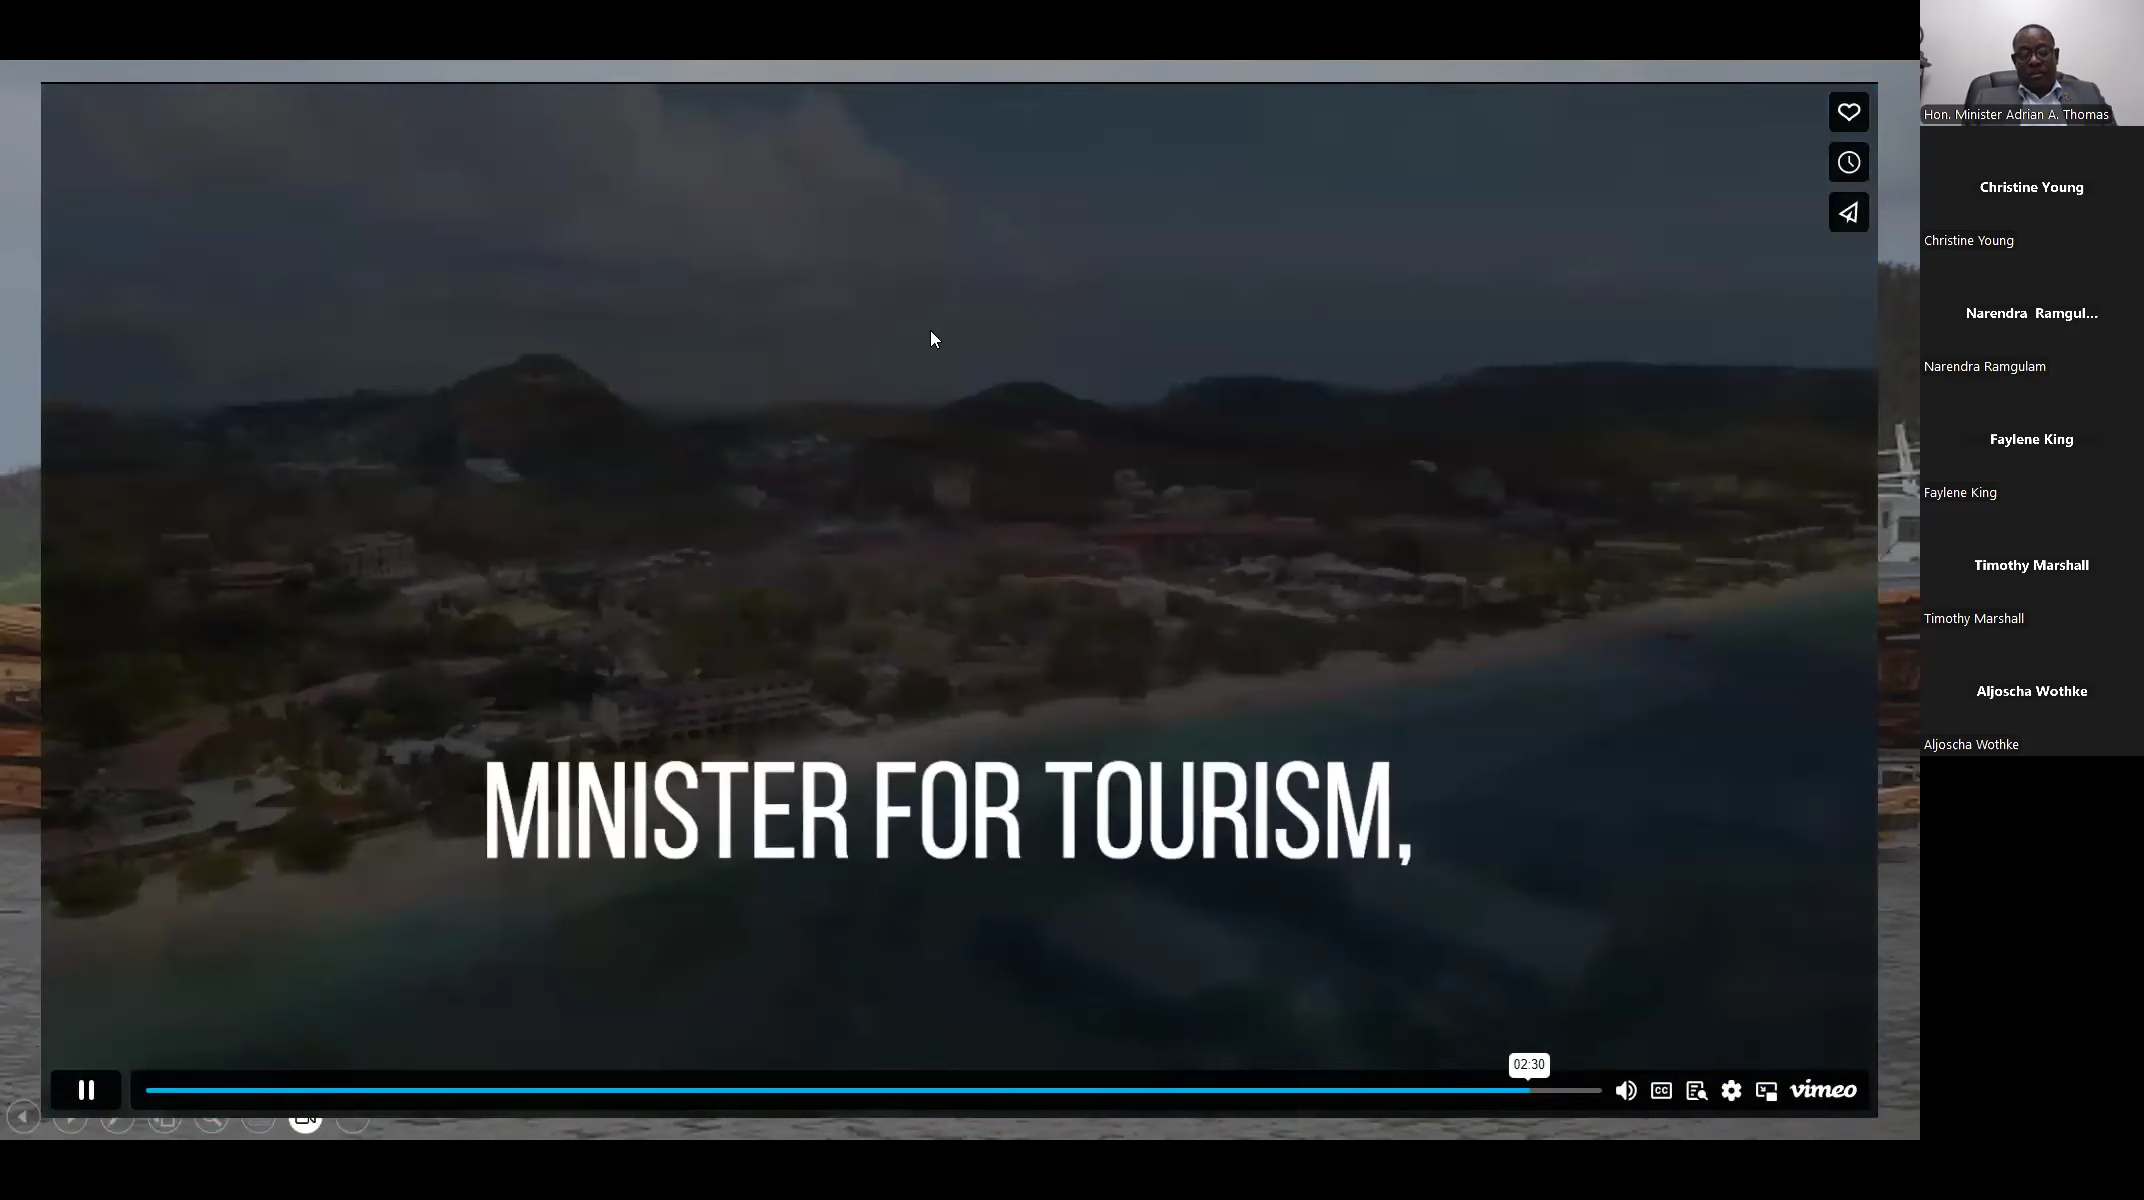 Hon. Minister Adrian A. Thomas
Christine Young
Christine Young
Narendra Ramgul...
Narendra Ramgulam
Faylene King
Faylene King
Timothy Marshall
Timothy Marshall
Aljoscha Wothke
Aljoscha Wothke
MINISTER FOR TOURISM,
02:30
CC
vimeo